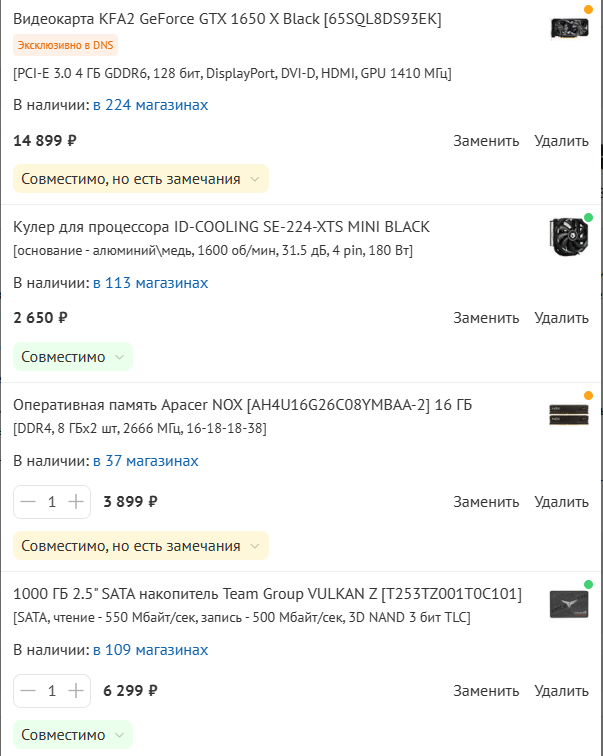 Видеокарта KFA2 GeForce GTX 1650 X Black [65SQL8DS93EK]
Эксклюзивно в DNS
[PCI-E 3.0 4 ГБ GDDR6, 128 бит, DisplayPort, DVI-D, HDMI, GPU 1410 МГц]
В наличии: в 224 магазинах
14 899 ₽ Заменить Удалить
Совместимо, но есть замечания
Кулер для процессора ID-COOLING SE-224-XTS MINI BLACK
[основание - алюминий\медь, 1600 об/мин, 31.5 дБ, 4 pin, 180 Вт]
В наличии: в 113 магазинах
2 650 ₽ Заменить Удалить
Совместимо
Оперативная память Apacer NOX [AH4U16G26C08YMBAA-2] 16 ГБ
[DDR4, 8 ГБx2 шт, 2666 МГц, 16-18-18-38]
В наличии: в 37 магазинах
— 1 + 3 899 ₽ Заменить Удалить
Совместимо, но есть замечания
1000 ГБ 2.5" SATA накопитель Team Group VULKAN Z [T253TZ001T0C101]
[SATA, чтение - 550 Мбайт/сек, запись - 500 Мбайт/сек, 3D NAND 3 бит TLC]
В наличии: в 109 магазинах
— 1 + 6 299 ₽ Заменить Удалить
Совместимо